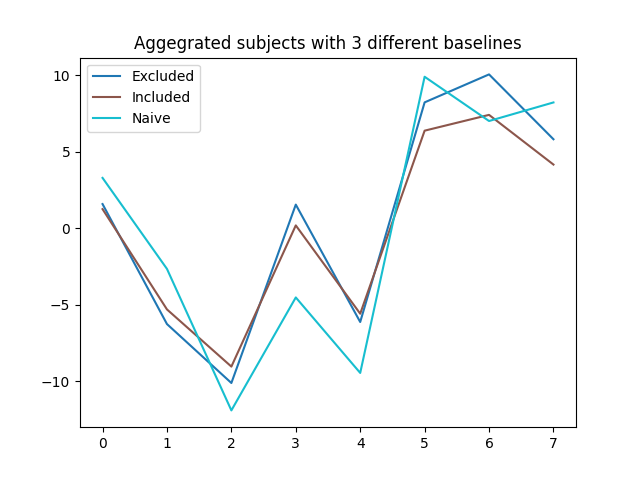 Aggegrated subjects with 3 different baselines
Excluded
Included
Naive
10
5
0
−5
−10
0 1 2 3 4 5 6 7